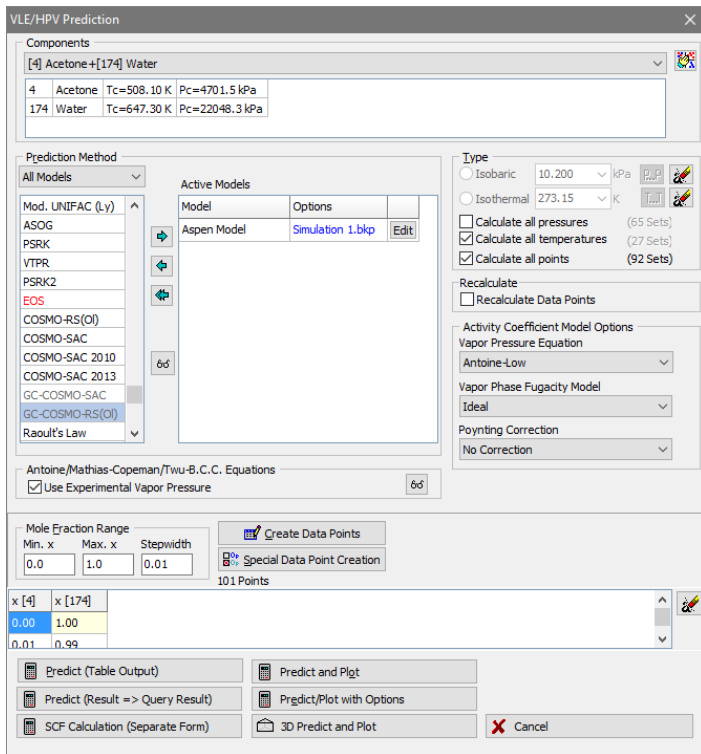 VLE/HPV Prediction
Components
[4] Acetone+[174] Water
4 Acetone Tc=508.10 K Pc=4701.5 kPa
174 Water Tc=647.30 K Pc=22048.3 kPa
Prediction Method
All Models
Mod. UNIFAC (Ly)
ASOG
PSRK
VTPR
PSRK2
EOS
COSMO-RS(Ol)
COSMO-SAC
COSMO-SAC 2010
COSMO-SAC 2013
GC-COSMO-SAC
GC-COSMO-RS(Ol)
Raoult's Law
Active Models
Model Options
Aspen Model Simulation 1.bkp Edit
Type
Isobaric 10.200 kPa P...P
Isothermal 273.15 K T...T
Calculate all pressures (65 Sets)
Calculate all temperatures (27 Sets)
Calculate all points (92 Sets)
Recalculate
Recalculate Data Points
Activity Coefficient Model Options
Vapor Pressure Equation
Antoine-Low
Vapor Phase Fugacity Model
Ideal
Poynting Correction
No Correction
Antoine/Mathias-Copeman/Twu-B.C.C. Equations
Use Experimental Vapor Pressure
Mole Fraction Range
Min. x Max. x Stepwidth
0.0 1.0 0.01
Create Data Points
Special Data Point Creation
101 Points
x [4] x [174]
0.00 1.00
0.01 0.99
Predict (Table Output)
Predict and Plot
Predict (Result => Query Result)
Predict/Plot with Options
SCF Calculation (Separate Form)
3D Predict and Plot
Cancel